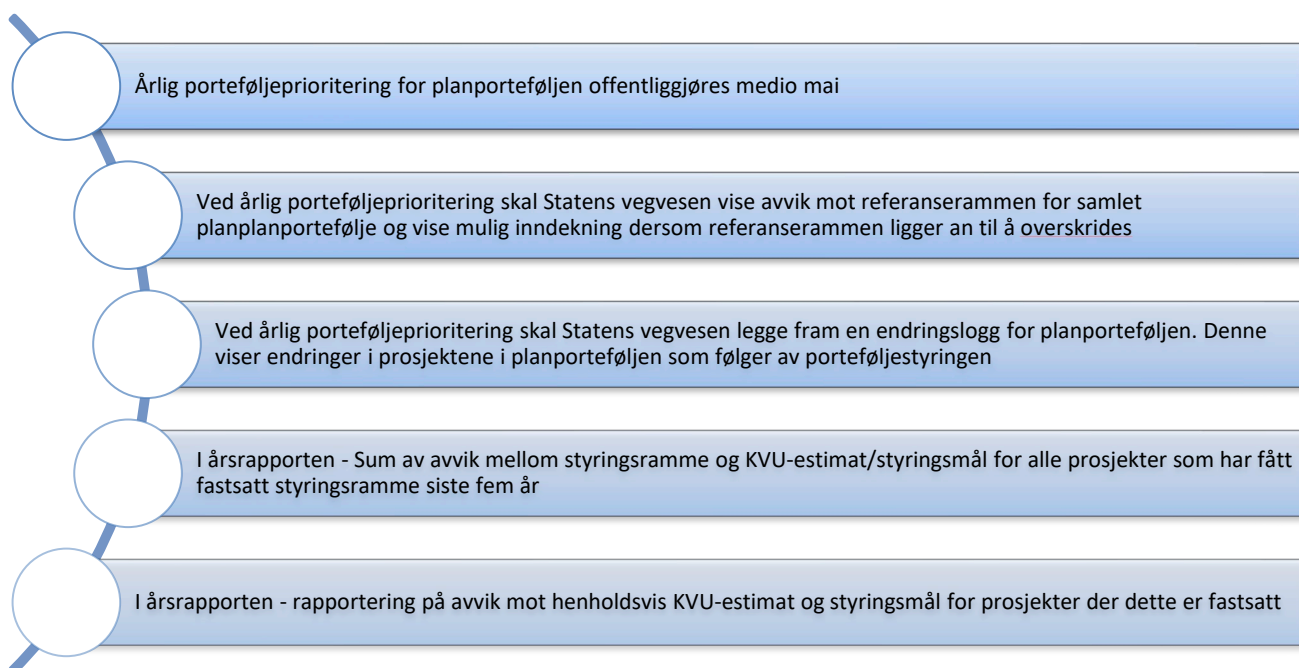 Årlig porteføljeprioritering for planporteføljen offentliggjøres medio mai
Ved årlig porteføljeprioritering skal Statens vegvesen vise avvik mot referanserammen for samlet
planplanportefølje og vise mulig inndekning dersom referanserammen ligger an til å overskrides
Ved årlig porteføljeprioritering skal Statens vegvesen legge fram en endringslogg for planporteføljen. Denne
viser endringer i prosjektene i planporteføljen som følger av porteføljestyringen
I årsrapporten - Sum av avvik mellom styringsramme og KVU-estimat/styringsmål for alle prosjekter som har fått
fastsatt styringsramme siste fem år
I årsrapporten - rapportering på avvik mot henholdsvis KVU-estimat og styringsmål for prosjekter der dette er fastsatt